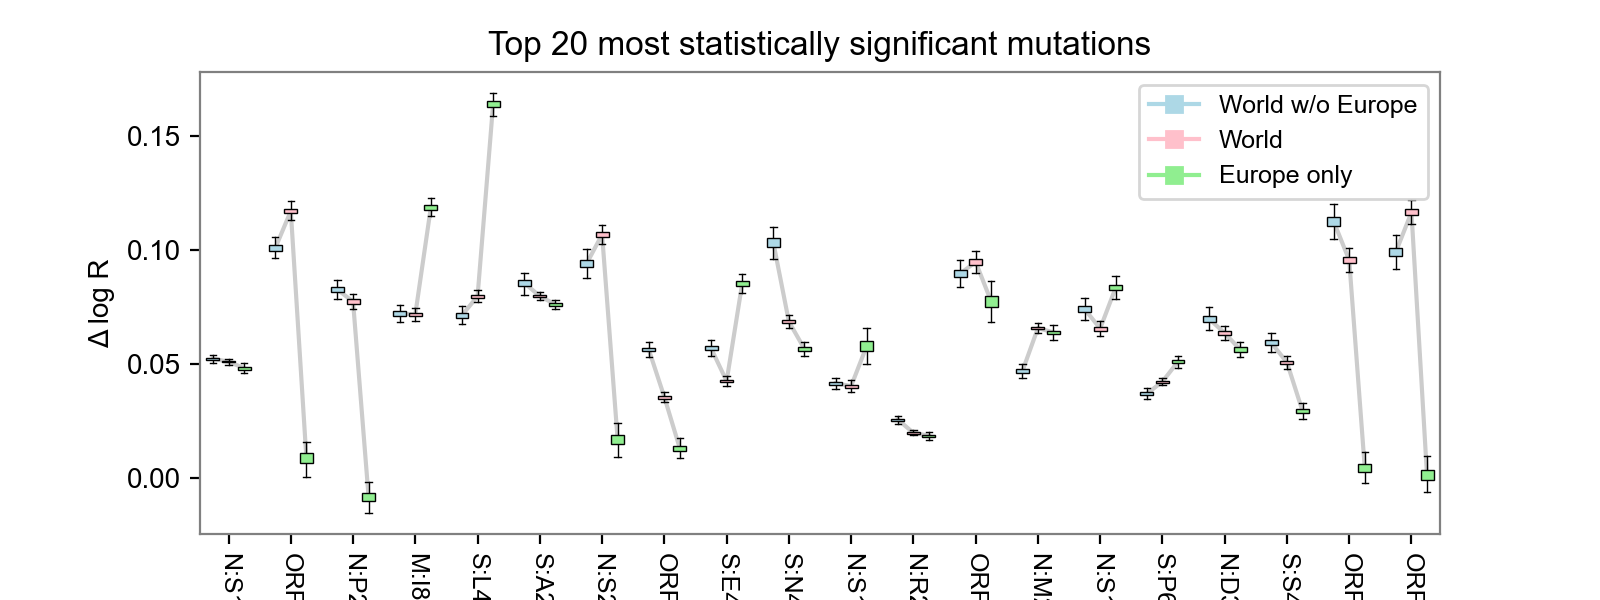 Top 20 most statistically significant mutations
World w/o Europe
World
Europe only
Δ log R
0.15
0.10
0.05
0.00
N:S
ORF
N:P2
M:I8
S:L4
S:A2
N:S2
ORF
S:E4
S:N4
N:S
N:R2
ORF
N:M
N:S
S:P6
N:D3
S:S4
ORF
ORF